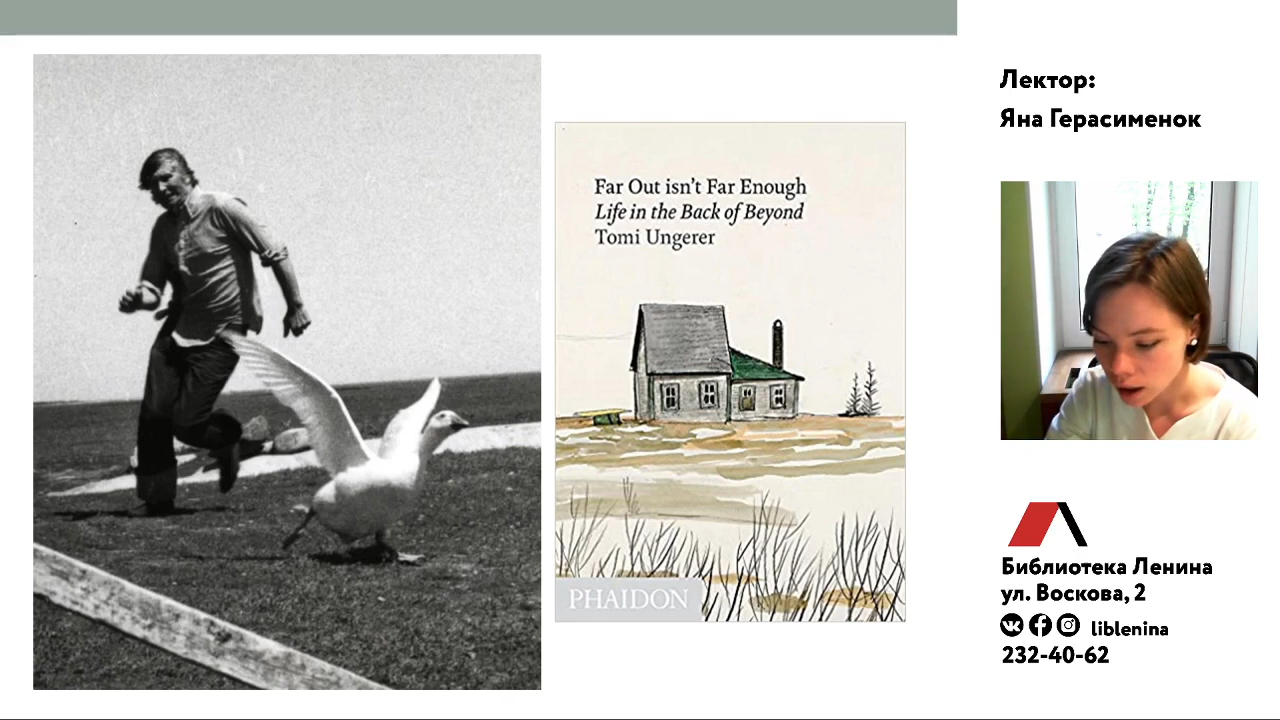 Far Out isn't Far Enough
Life in the Back of Beyond
Tomi Ungerer
PHAIDON
Лектор:
Яна Герасименок
Библиотека Ленина
ул. Воскова, 2
liblenina
232-40-62